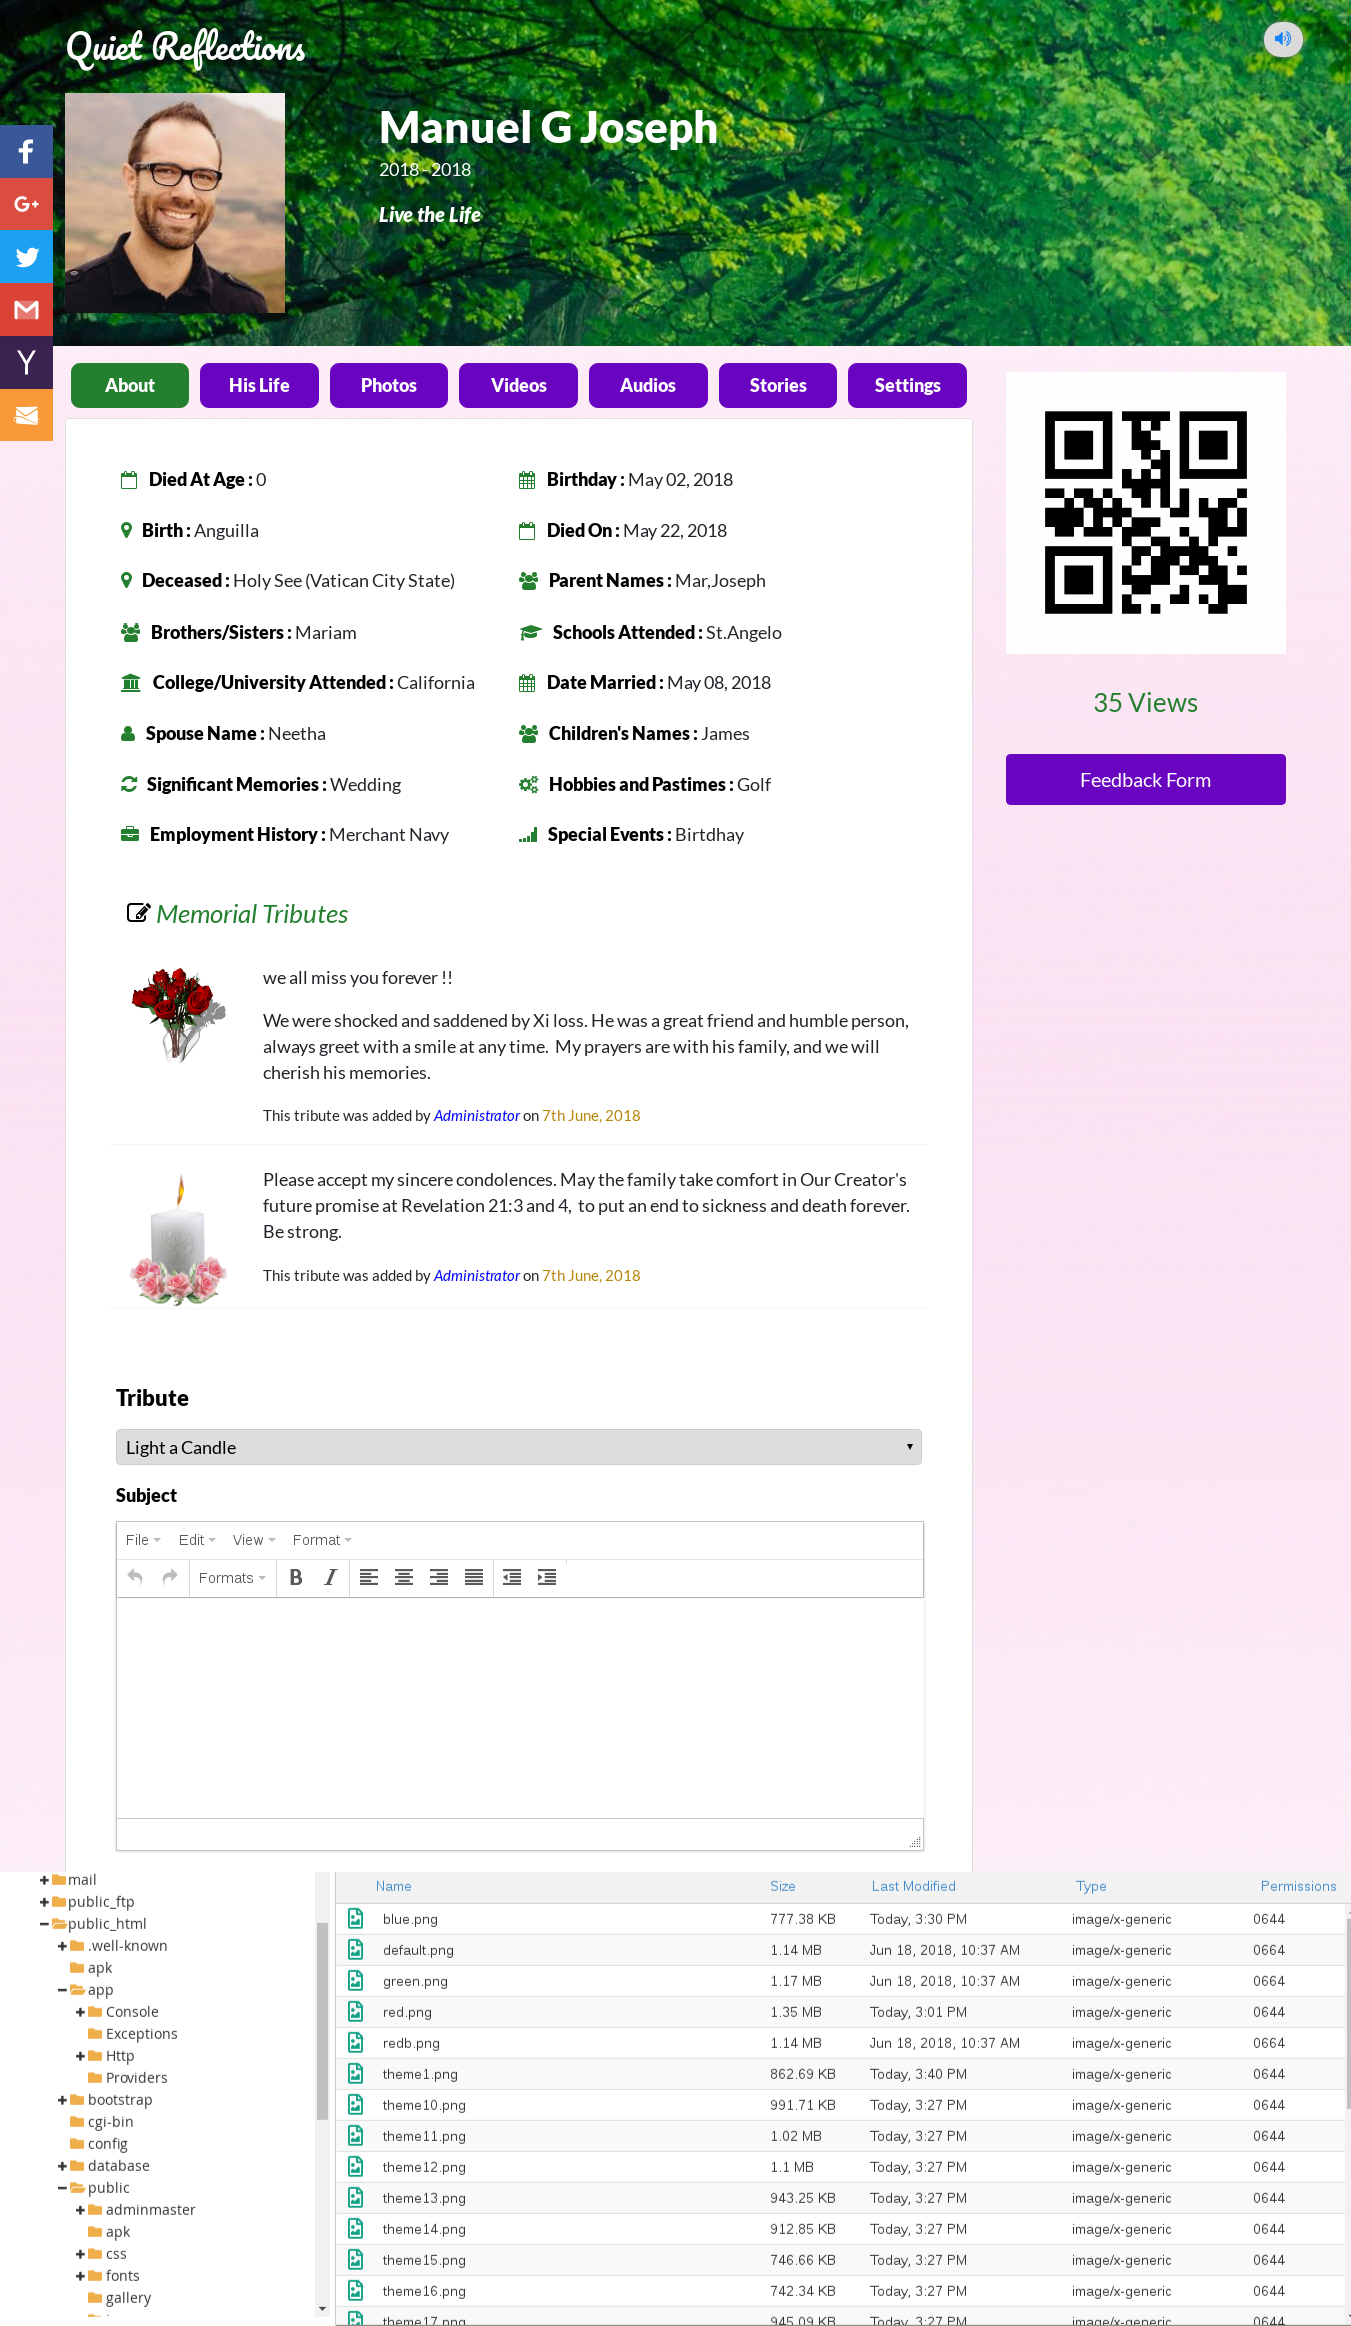 Quiet Reflections
Manuel G Joseph
2018 - 2018
Live the Life
About His Life Photos Videos Audios Stories Settings
Died At Age : 0 Birthday : May 02, 2018
Birth : Anguilla Died On : May 22, 2018
Deceased : Holy See (Vatican City State) Parent Names : Mar,Joseph
Brothers/Sisters : Mariam Schools Attended : St.Angelo
College/University Attended : California Date Married : May 08, 2018
Spouse Name : Neetha Children's Names : James
Significant Memories : Wedding Hobbies and Pastimes : Golf
Employment History : Merchant Navy Special Events : Birtdhay
35 Views
Feedback Form
Memorial Tributes
we all miss you forever !!
We were shocked and saddened by Xi loss. He was a great friend and humble person,
always greet with a smile at any time.  My prayers are with his family, and we will
cherish his memories.
This tribute was added by Administrator on 7th June, 2018
Please accept my sincere condolences. May the family take comfort in Our Creator's
future promise at Revelation 21:3 and 4,  to put an end to sickness and death forever.
Be strong.
This tribute was added by Administrator on 7th June, 2018
Tribute
Light a Candle
Subject
File Edit View Format
Formats B I
mail
public_ftp
public_html
.well-known
apk
app
Console
Exceptions
Http
Providers
bootstrap
cgi-bin
config
database
public
adminmaster
apk
css
fonts
gallery
Name Size Last Modified Type Permissions
blue.png 777.38 KB Today, 3:30 PM image/x-generic 0644
default.png 1.14 MB Jun 18, 2018, 10:37 AM image/x-generic 0664
green.png 1.17 MB Jun 18, 2018, 10:37 AM image/x-generic 0664
red.png 1.35 MB Today, 3:01 PM image/x-generic 0644
redb.png 1.14 MB Jun 18, 2018, 10:37 AM image/x-generic 0664
theme1.png 862.69 KB Today, 3:40 PM image/x-generic 0644
theme10.png 991.71 KB Today, 3:27 PM image/x-generic 0644
theme11.png 1.02 MB Today, 3:27 PM image/x-generic 0644
theme12.png 1.1 MB Today, 3:27 PM image/x-generic 0644
theme13.png 943.25 KB Today, 3:27 PM image/x-generic 0644
theme14.png 912.85 KB Today, 3:27 PM image/x-generic 0644
theme15.png 746.66 KB Today, 3:27 PM image/x-generic 0644
theme16.png 742.34 KB Today, 3:27 PM image/x-generic 0644
theme17.png 945.09 KB Today, 3:27 PM image/x-generic 0644